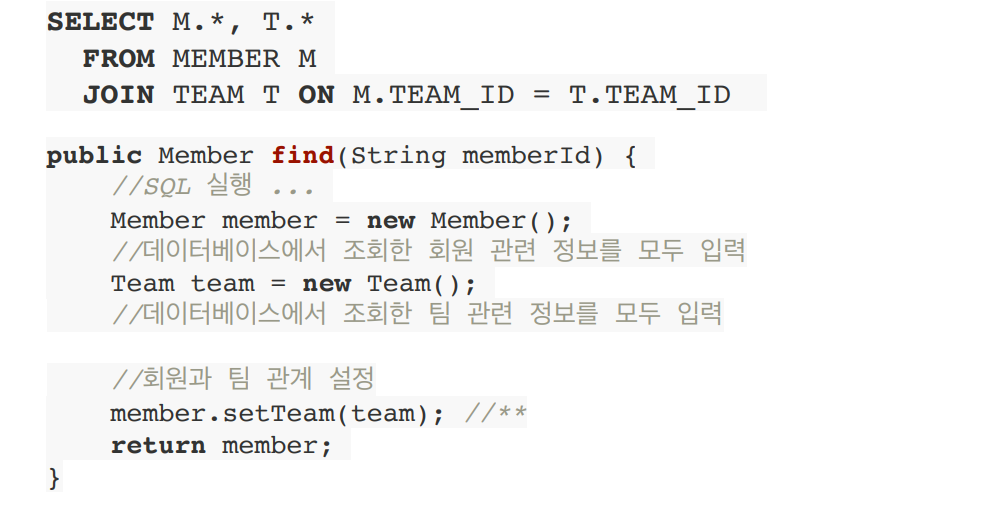 SELECT M.*, T.*
FROM MEMBER M
JOIN TEAM T ON M.TEAM_ID = T.TEAM_ID
public Member find(String memberId) {
//SQL 실행 ...
Member member = new Member();
//데이터베이스에서 조회한 회원 관련 정보를 모두 입력
Team team = new Team();
//데이터베이스에서 조회한 팀 관련 정보를 모두 입력
//회원과 팀 관계 설정
member.setTeam(team); //**
return member;
}